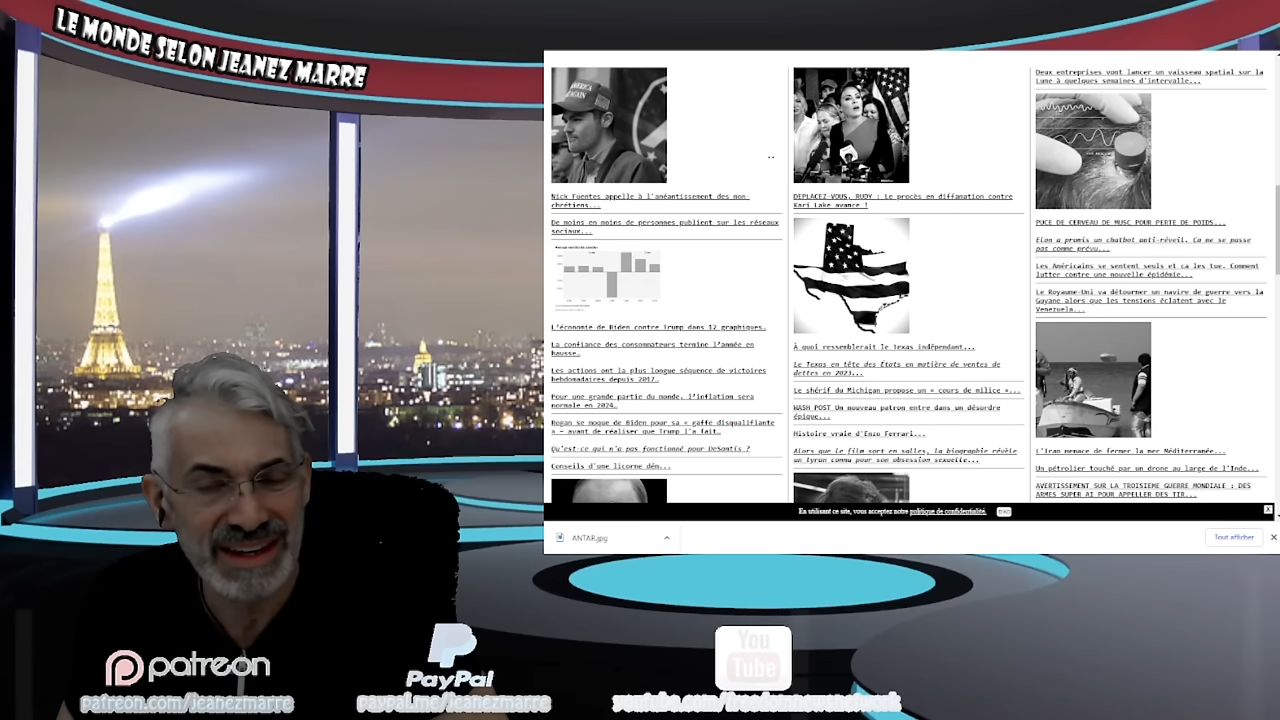 LE MONDE SELON JEANEZ MARRE
Nick Fuentes appelle à l'anéantissement des non-
chrétiens...
De moins en moins de personnes publient sur les réseaux
sociaux...
L'économie de Biden contre Trump dans 12 graphiques..
La confiance des consommateurs termine l'année en
hausse..
Les actions ont la plus longue séquence de victoires
hebdomadaires depuis 2017..
Pour une grande partie du monde, l'inflation sera
normale en 2024..
Rogan se moque de Biden pour sa « gaffe disqualifiante
» - avant de réaliser que Trump l'a fait..
Qu'est-ce qui n'a pas fonctionné pour DeSantis ?
Conseils d'une licorne dém...
DEPLACEZ-VOUS, RUDY : Le procès en diffamation contre
Kari Lake avance !
À quoi ressemblerait le Texas indépendant...
Le Texas en tête des États en matière de ventes de
dettes en 2023...
Le shérif du Michigan propose un « cours de milice »...
WASH POST Un nouveau patron entre dans un désordre
épique...
Histoire vraie d'Enzo Ferrari...
Alors que le film sort en salles, la biographie révèle
un tyran connu pour son obsession sexuelle...
Deux entreprises vont lancer un vaisseau spatial sur la
Lune à quelques semaines d'intervalle...
PUCE DE CERVEAU DE MUSC POUR PERTE DE POIDS...
Elon a promis un chatbot anti-réveil. Ça ne se passe
pas comme prévu...
Les Américains se sentent seuls et ça les tue. Comment
lutter contre une nouvelle épidémie...
Le Royaume-Uni va détourner un navire de guerre vers la
Guyane alors que les tensions éclatent avec le
Venezuela...
L'Iran menace de fermer la mer Méditerranée...
Un pétrolier touché par un drone au large de l'Inde...
AVERTISSEMENT SUR LA TROISIEME GUERRE MONDIALE : DES
ARMES SUPER AI POUR APPELLER DES TIR...
En utilisant ce site, vous acceptez notre politique de confidentialité.
X
ANTAR.jpg
Tout afficher
patreon
patreon.com/jeanezmarre
PayPal
paypal.me/jeanezmarre
You
Tube
youtube.com/freedomnewsnetwork